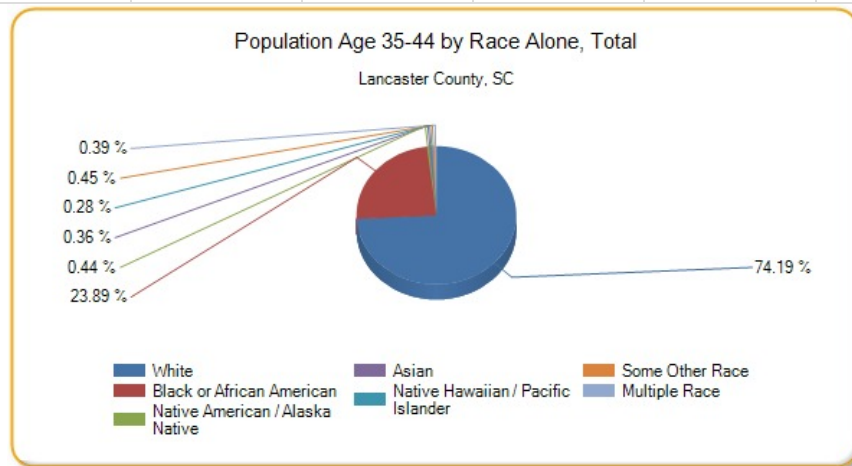 Population Age 35-44 by Race Alone, Total
Lancaster County, SC
0.39 %
0.45 %
0.28 %
0.36 %
0.44 %
23.89 %
74.19 %
White
Black or African American
Native American / Alaska
Native
Asian
Native Hawaiian / Pacific
Islander
Some Other Race
Multiple Race